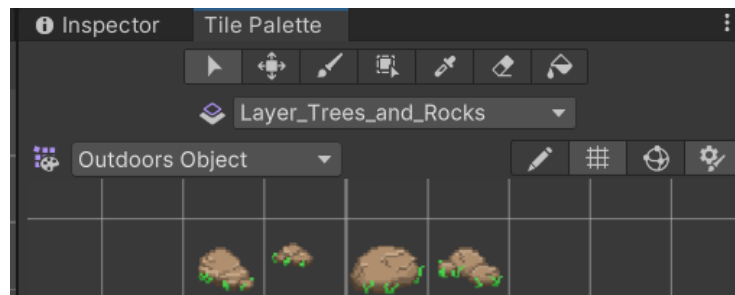 Inspector Tile Palette
Layer_Trees_and_Rocks
Outdoors Object